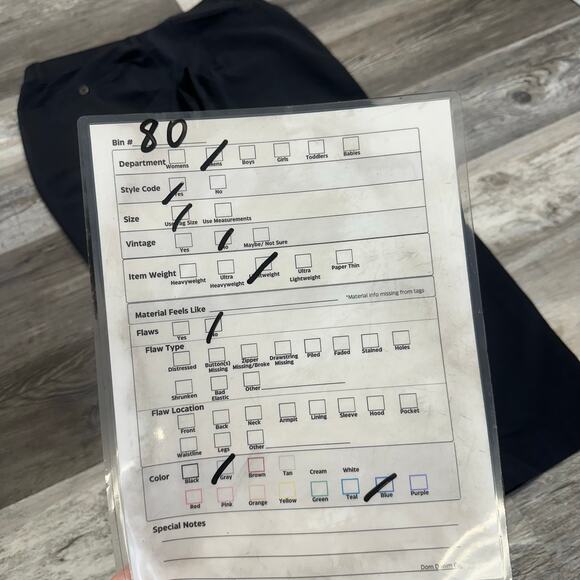 Bin # 80
Department Womens Mens Boys Girls Toddlers Babies
Style Code Yes No
Size Use Tag Size Use Measurements
Vintage Yes No Maybe/ Not Sure
Item Weight Heavyweight Ultra Heavyweight Lightweight Ultra Lightweight Paper Thin
*Material info missing from tags
Material Feels Like
Flaws Yes No
Flaw Type
Distressed Button(s) Missing Zipper Missing/Broke Drawstring Missing Piled Faded Stained Holes
Shrunken Bad Elastic Other
Flaw Location
Front Back Neck Armpit Lining Sleeve Hood Pocket
Waistline Legs Other
Color Black Gray Brown Tan Cream White
Red Pink Orange Yellow Green Teal Blue Purple
Special Notes
Dom